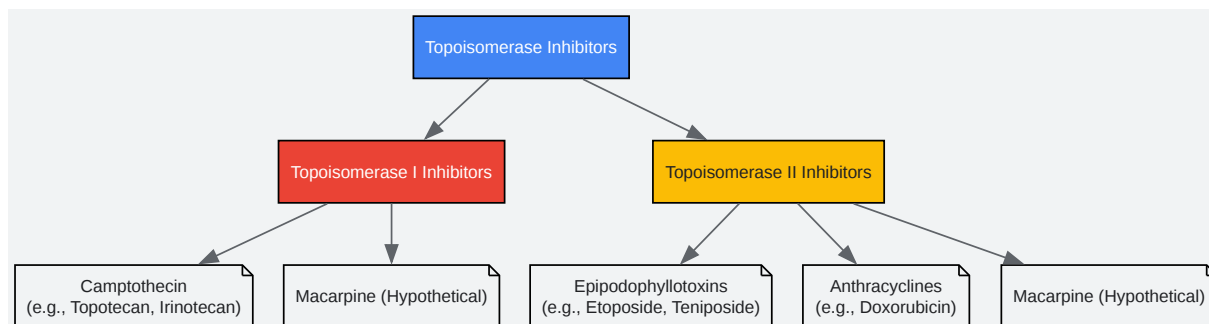 Topoisomerase Inhibitors
Topoisomerase I Inhibitors
Topoisomerase II Inhibitors
Camptothecin
(e.g., Topotecan, Irinotecan)
Macarpine (Hypothetical)
Epipodophyllotoxins
(e.g., Etoposide, Teniposide)
Anthracyclines
(e.g., Doxorubicin)
Macarpine (Hypothetical)